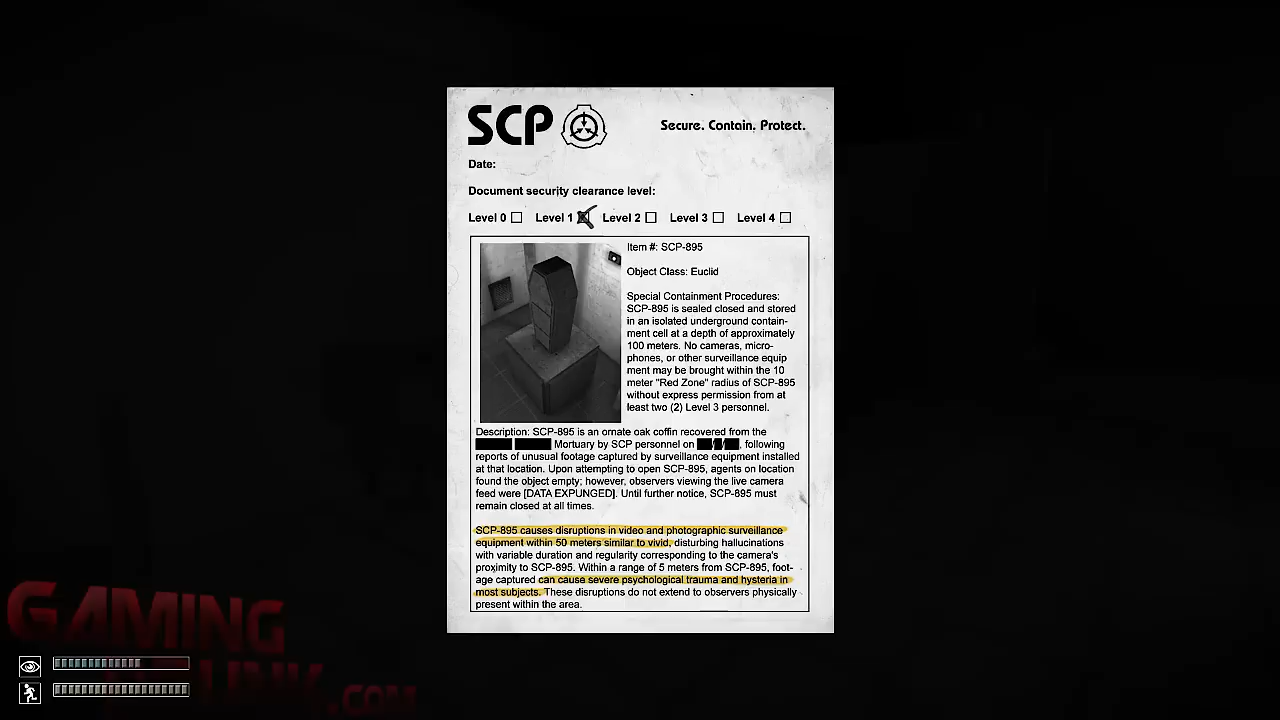 SCP
Secure. Contain. Protect.
Date:
Document security clearance level:
Level 0 Level 1 Level 2 Level 3 Level 4
Item #: SCP-895
Object Class: Euclid
Special Containment Procedures:
SCP-895 is sealed closed and stored
in an isolated underground contain-
ment cell at a depth of approximately
100 meters. No cameras, micro-
phones, or other surveillance equip
ment may be brought within the 10
meter "Red Zone" radius of SCP-895
without express permission from at
least two (2) Level 3 personnel.
Description: SCP-895 is an ornate oak coffin recovered from the
Mortuary by SCP personnel on , following
reports of unusual footage captured by surveillance equipment installed
at that location. Upon attempting to open SCP-895, agents on location
found the object empty; however, observers viewing the live camera
feed were [DATA EXPUNGED]. Until further notice, SCP-895 must
remain closed at all times.
SCP-895 causes disruptions in video and photographic surveillance
equipment within 50 meters similar to vivid, disturbing hallucinations
with variable duration and regularity corresponding to the camera's
proximity to SCP-895. Within a range of 5 meters from SCP-895, foot-
age captured can cause severe psychological trauma and hysteria in
most subjects. These disruptions do not extend to observers physically
present within the area.
GAMING
.COM